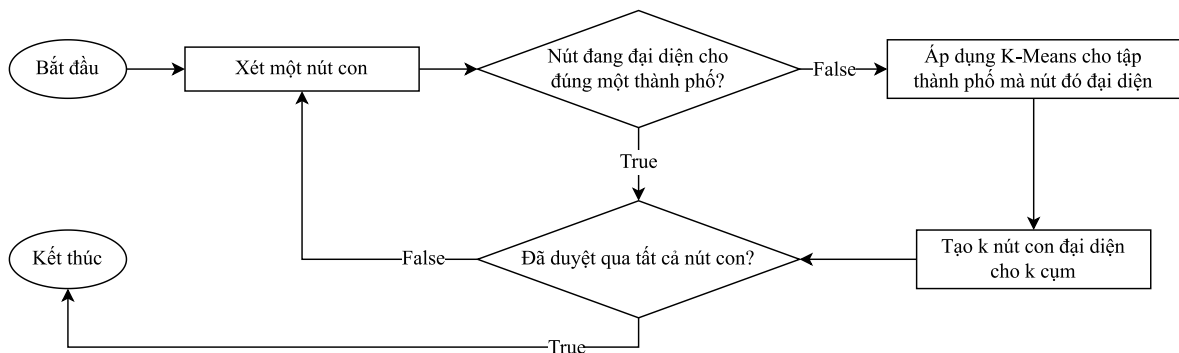 Bắt đầu
Xét một nút con
Nút đang đại diện cho
đúng một thành phố?
False
Áp dụng K-Means cho tập
thành phố mà nút đó đại diện
True
Kết thúc
False
Đã duyệt qua tất cả nút con?
Tạo k nút con đại diện
cho k cụm
True